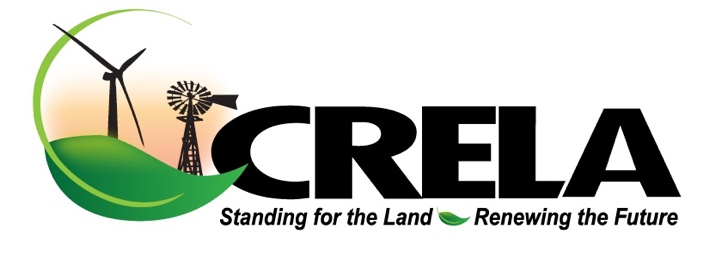 CRELA
Standing for the Land Renewing the Future